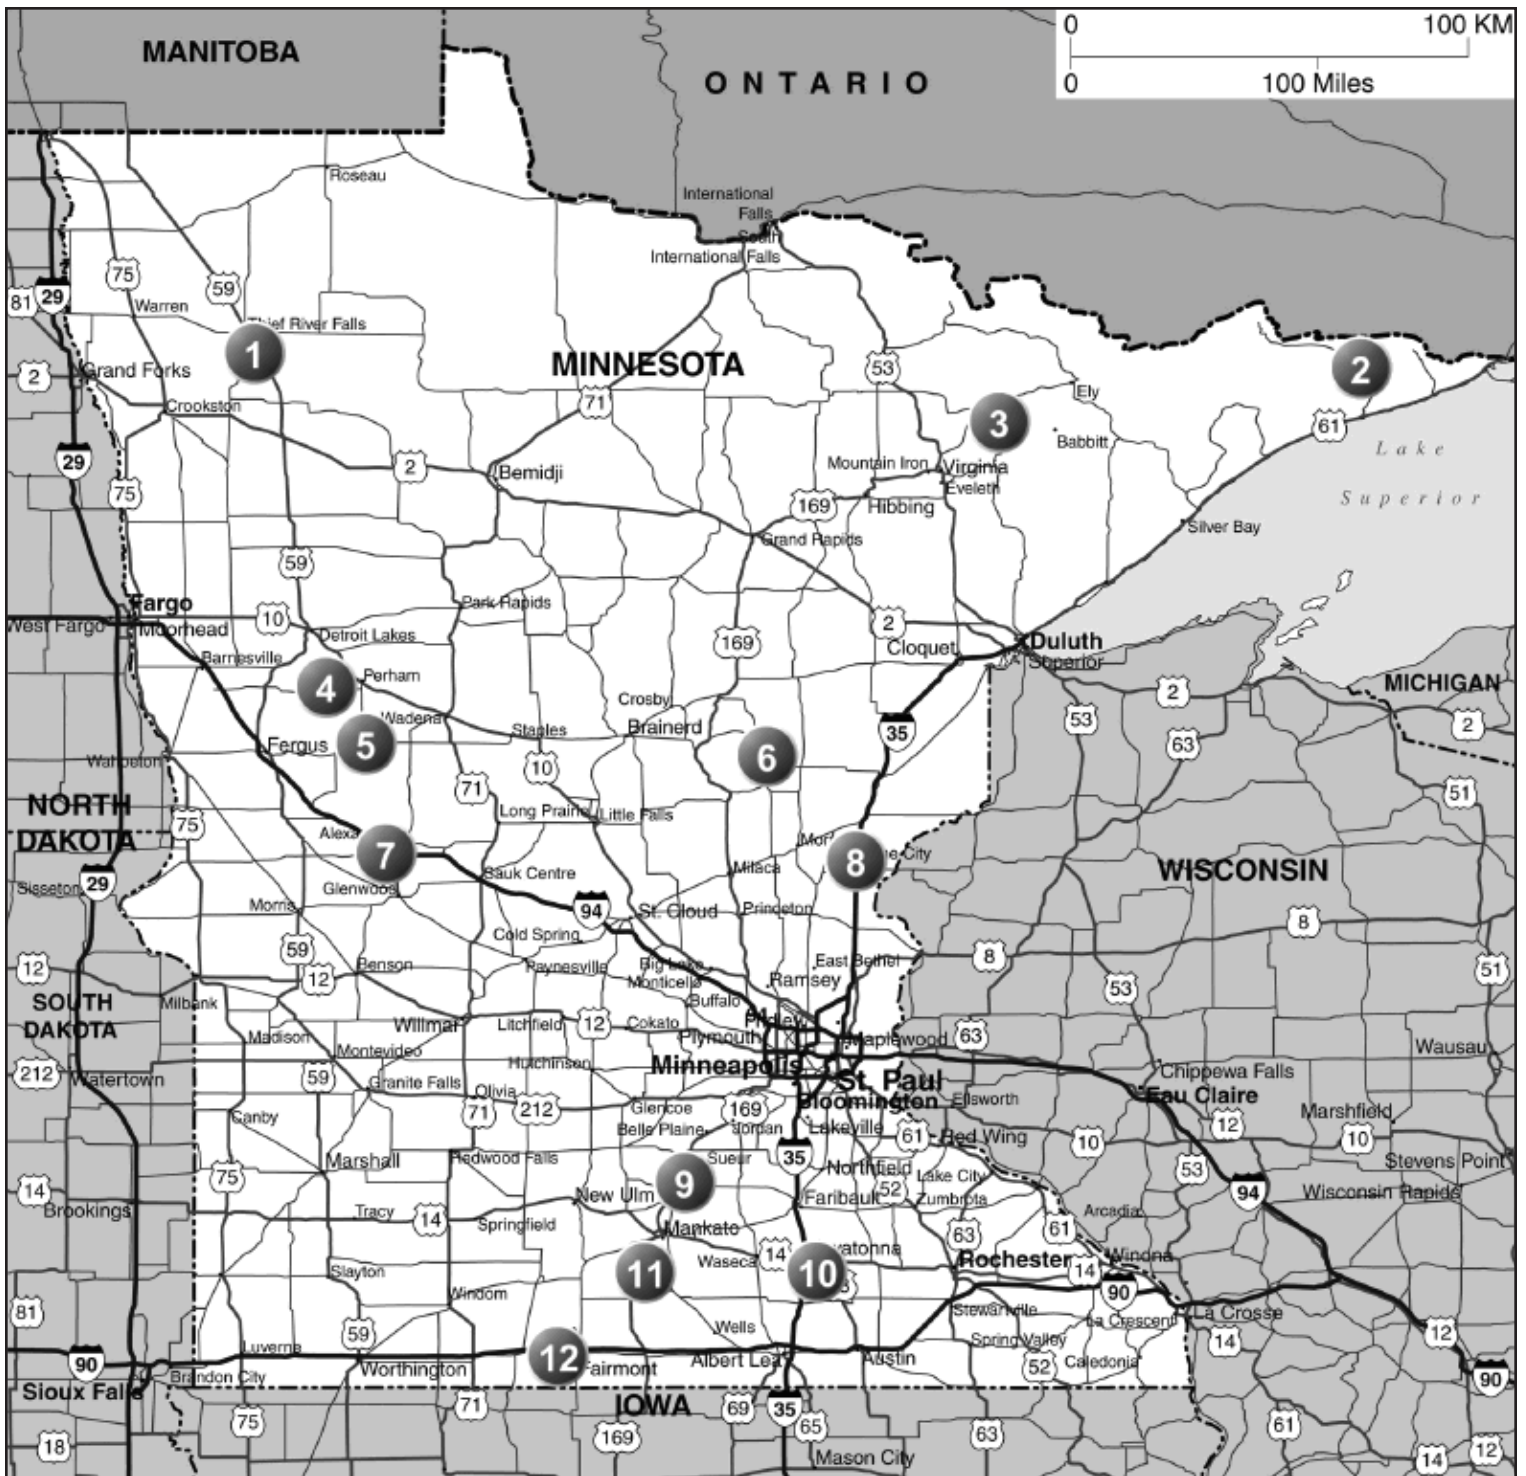 0 100 KM
0 100 Miles
MANITOBA
ONTARIO
Roseau
International
Falls
South
International Falls
75
59
81
29
Warren
Thief River Falls
1
MINNESOTA
2
Grand Forks
53
2
Ely
Crookston
71
3
61
Lake
Babbitt
29
2
Bemidji
Mountain Iron
Virginia
Eveleth
75
169
Hibbing
Superior
Silver Bay
Grand Rapids
59
Park Rapids
Fargo
West Fargo
Moorhead
10
Detroit Lakes
169
2
Cloquet
Duluth
Superior
Barnesville
4
Perham
Crosby
2
MICHIGAN
Wadena
Staples
Brainerd
53
2
35
63
Fergus
5
6
Wahpeton
10
71
51
NORTH
DAKOTA
75
Long Prairie
Little Falls
Alexa
7
Mor
8
e City
Milaca
WISCONSIN
Sisseton
29
Glenwood
Sauk Centre
Morris
94
St. Cloud
Princeton
8
Cold Spring
59
12
Benson
Paynesville
Big Lake
East Bethel
8
12
Monticello
Ramsey
51
53
SOUTH
DAKOTA
Milbank
Buffalo
Willmar
Litchfield
12
Cokato
Plymouth
Maplewood
63
Madison
Montevideo
Hutchinson
Minneapolis
Wausau
212
Watertown
59
Granite Falls
St. Paul
Chippewa Falls
Olivia
71
212
Glencoe
169
Bloomington
Ellsworth
Eau Claire
Canby
Belle Plaine
Jordan
Lakeville
61
Red Wing
10
12
Marshfield
10
Marshall
Redwood Falls
Sueur
35
Northfield
Lake City
53
Stevens Point
75
14
9
New Ulm
Faribault
52
Zumbrota
94
Wisconsin Rapids
Brookings
Tracy
14
Springfield
Mankato
63
61
Arcadia
Waseca
14
vatonna
Rochester
14
Winona
Slayton
11
10
90
Windom
Stewartville
La Crescent
La Crosse
81
59
Wells
Spring Valley
14
12
Luverne
12
90
Worthington
Fairmont
Albert Lea
Austin
52
Caledonia
Sioux Falls
Brandon City
90
71
IOWA
69
35
65
75
169
63
61
18
Mason City
14
12